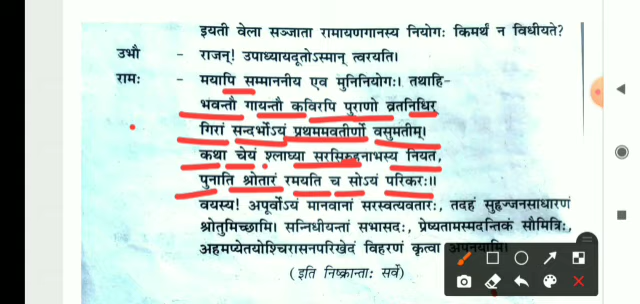 इयती वेला सञ्जाता रामायणगानस्य नियोगः किमर्थं न विधीयते?
उभौ - राजन्! उपाध्यायदूतोऽस्मान् त्वरयति।
रामः - मयापि सम्माननीय एव मुनिनियोगः। तथाहि-
भवन्तौ गायन्तौ कविरपि पुराणो व्रतनिधिर्
गिरां सन्दर्भोऽयं प्रथममवतीर्णो वसुमतीम्।
कथा चेयं श्लाघ्या सरसिरुहनाभस्य नियतं,
पुनाति श्रोतारं रमयति च सोऽयं परिकरः॥
वयस्य! अपूर्वोऽयं मानवानां सरस्वत्यवतारः, तदहं सुहृज्जनसाधारणं
श्रोतुमिच्छामि। सन्निधीयन्तां सभासदः, प्रेष्यतामस्मदन्तिकं सौमित्रिः,
अहमप्येतयोश्चिरासनपरिखेदं विहरणं कृत्वा अपनयामि।
(इति निष्क्रान्ताः सर्वे)